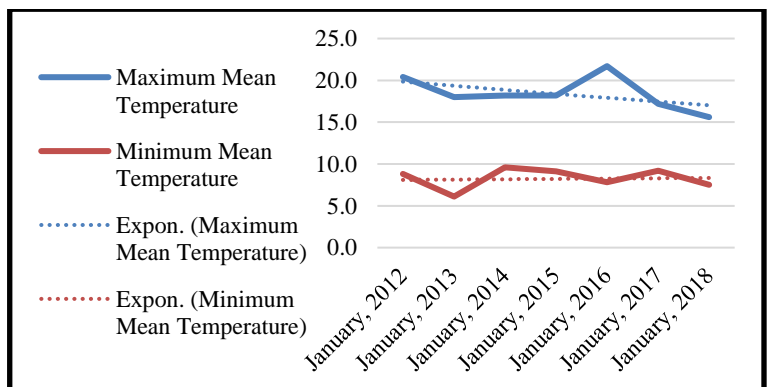 25.0
20.0
15.0
10.0
5.0
0.0
Maximum Mean
Temperature
Minimum Mean
Temperature
Expon. (Maximum
Mean Temperature)
Expon. (Minimum
Mean Temperature)
January, 2012
January, 2013
January, 2014
January, 2015
January, 2016
January, 2017
January, 2018